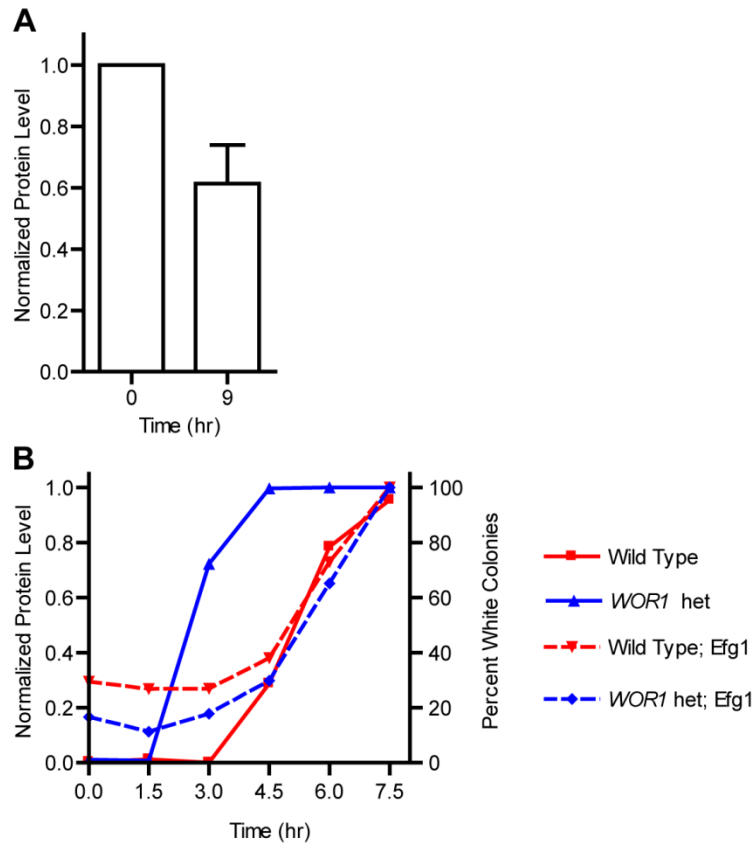 A
Normalized Protein Level
1.0
0.8
0.6
0.4
0.2
0.0
0 9
Time (hr)
B
Normalized Protein Level
1.0
0.8
0.6
0.4
0.2
0.0
0.0 1.5 3.0 4.5 6.0 7.5
Time (hr)
100
80
60
40
20
0
Percent White Colonies
Wild Type
WOR1 het
Wild Type; Efg1
WOR1 het; Efg1